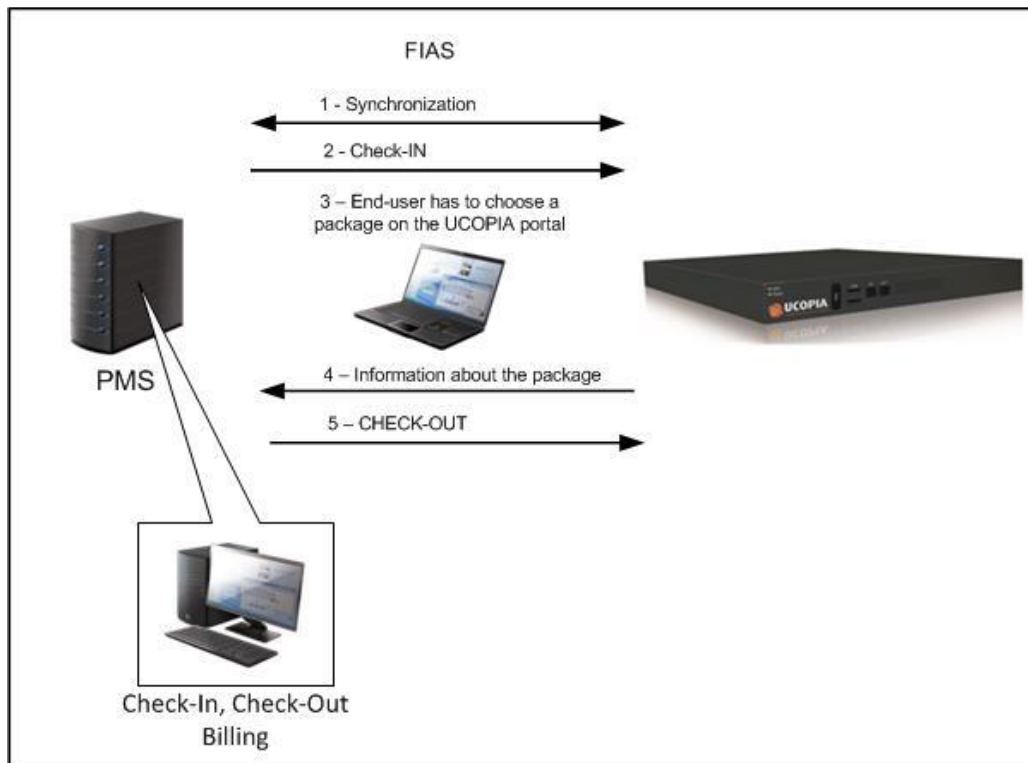 FIAS
1 - Synchronization
2 - Check-IN
3 – End-user has to choose a
package on the UCOPIA portal
UCOPIA
PMS
4 – Information about the package
5 – CHECK-OUT
Check-In, Check-Out
Billing